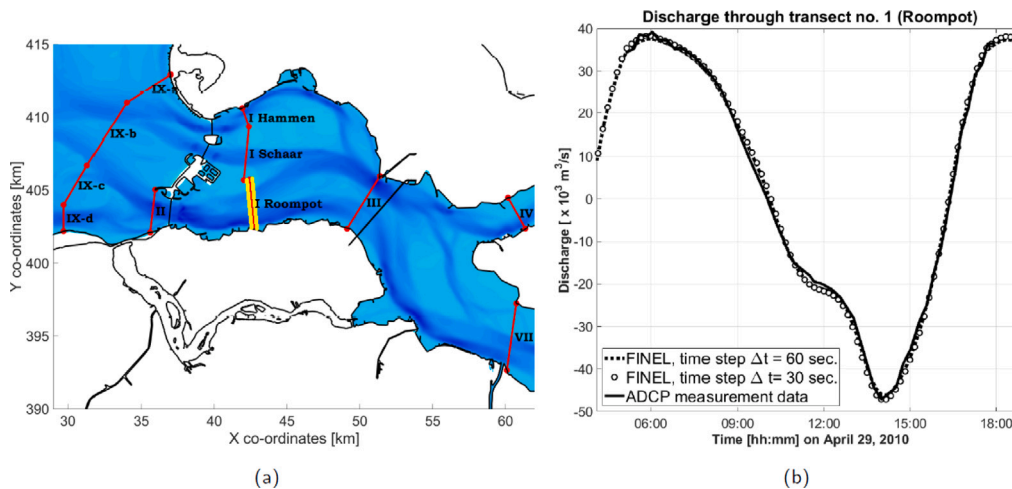 415
410
405
400
395
390
Y co-ordinates [km]
30
35
40
45
50
55
60
X co-ordinates [km]
IX-a
IX-b
IX-c
IX-d
II
I Hammen
I Schaar
I Roompot
III
IV
VII
(a)
Discharge through transect no. 1 (Roompot)
40
30
20
10
0
-10
-20
-30
-40
-50
Discharge [ x 10³ m³/s]
FINEL, time step Δt = 60 sec.
FINEL, time step Δ t= 30 sec.
ADCP measurement data
06:00
09:00
12:00
15:00
18:00
Time [hh:mm] on April 29, 2010
(b)